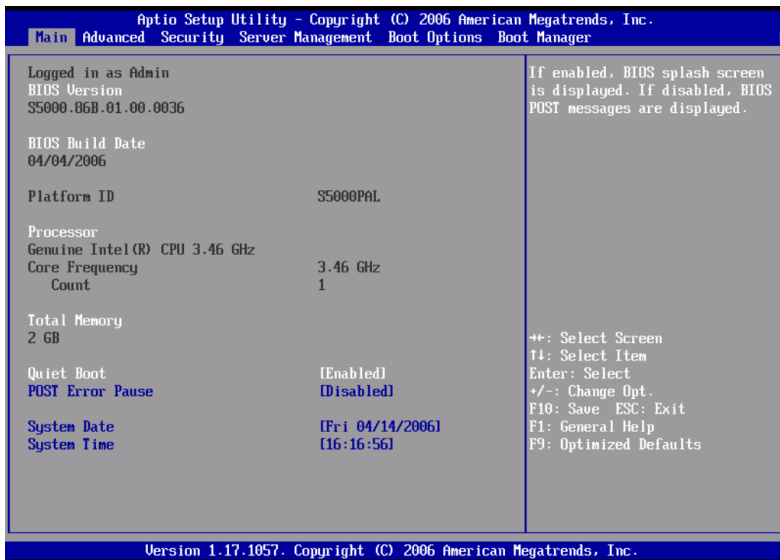 Aptio Setup Utility - Copyright (C) 2006 American Megatrends, Inc.
Main Advanced Security Server Management Boot Options Boot Manager
Logged in as Admin
BIOS Version
S5000.86B.01.00.0036
BIOS Build Date
04/04/2006
Platform ID S5000PAL
Processor
Genuine Intel(R) CPU 3.46 GHz
Core Frequency 3.46 GHz
Count 1
Total Memory
2 GB
Quiet Boot [Enabled]
POST Error Pause [Disabled]
System Date [Fri 04/14/2006]
System Time [16:16:56]
If enabled, BIOS splash screen
is displayed. If disabled, BIOS
POST messages are displayed.
→←: Select Screen
↑↓: Select Item
Enter: Select
+/-: Change Opt.
F10: Save ESC: Exit
F1: General Help
F9: Optimized Defaults
Version 1.17.1057. Copyright (C) 2006 American Megatrends, Inc.